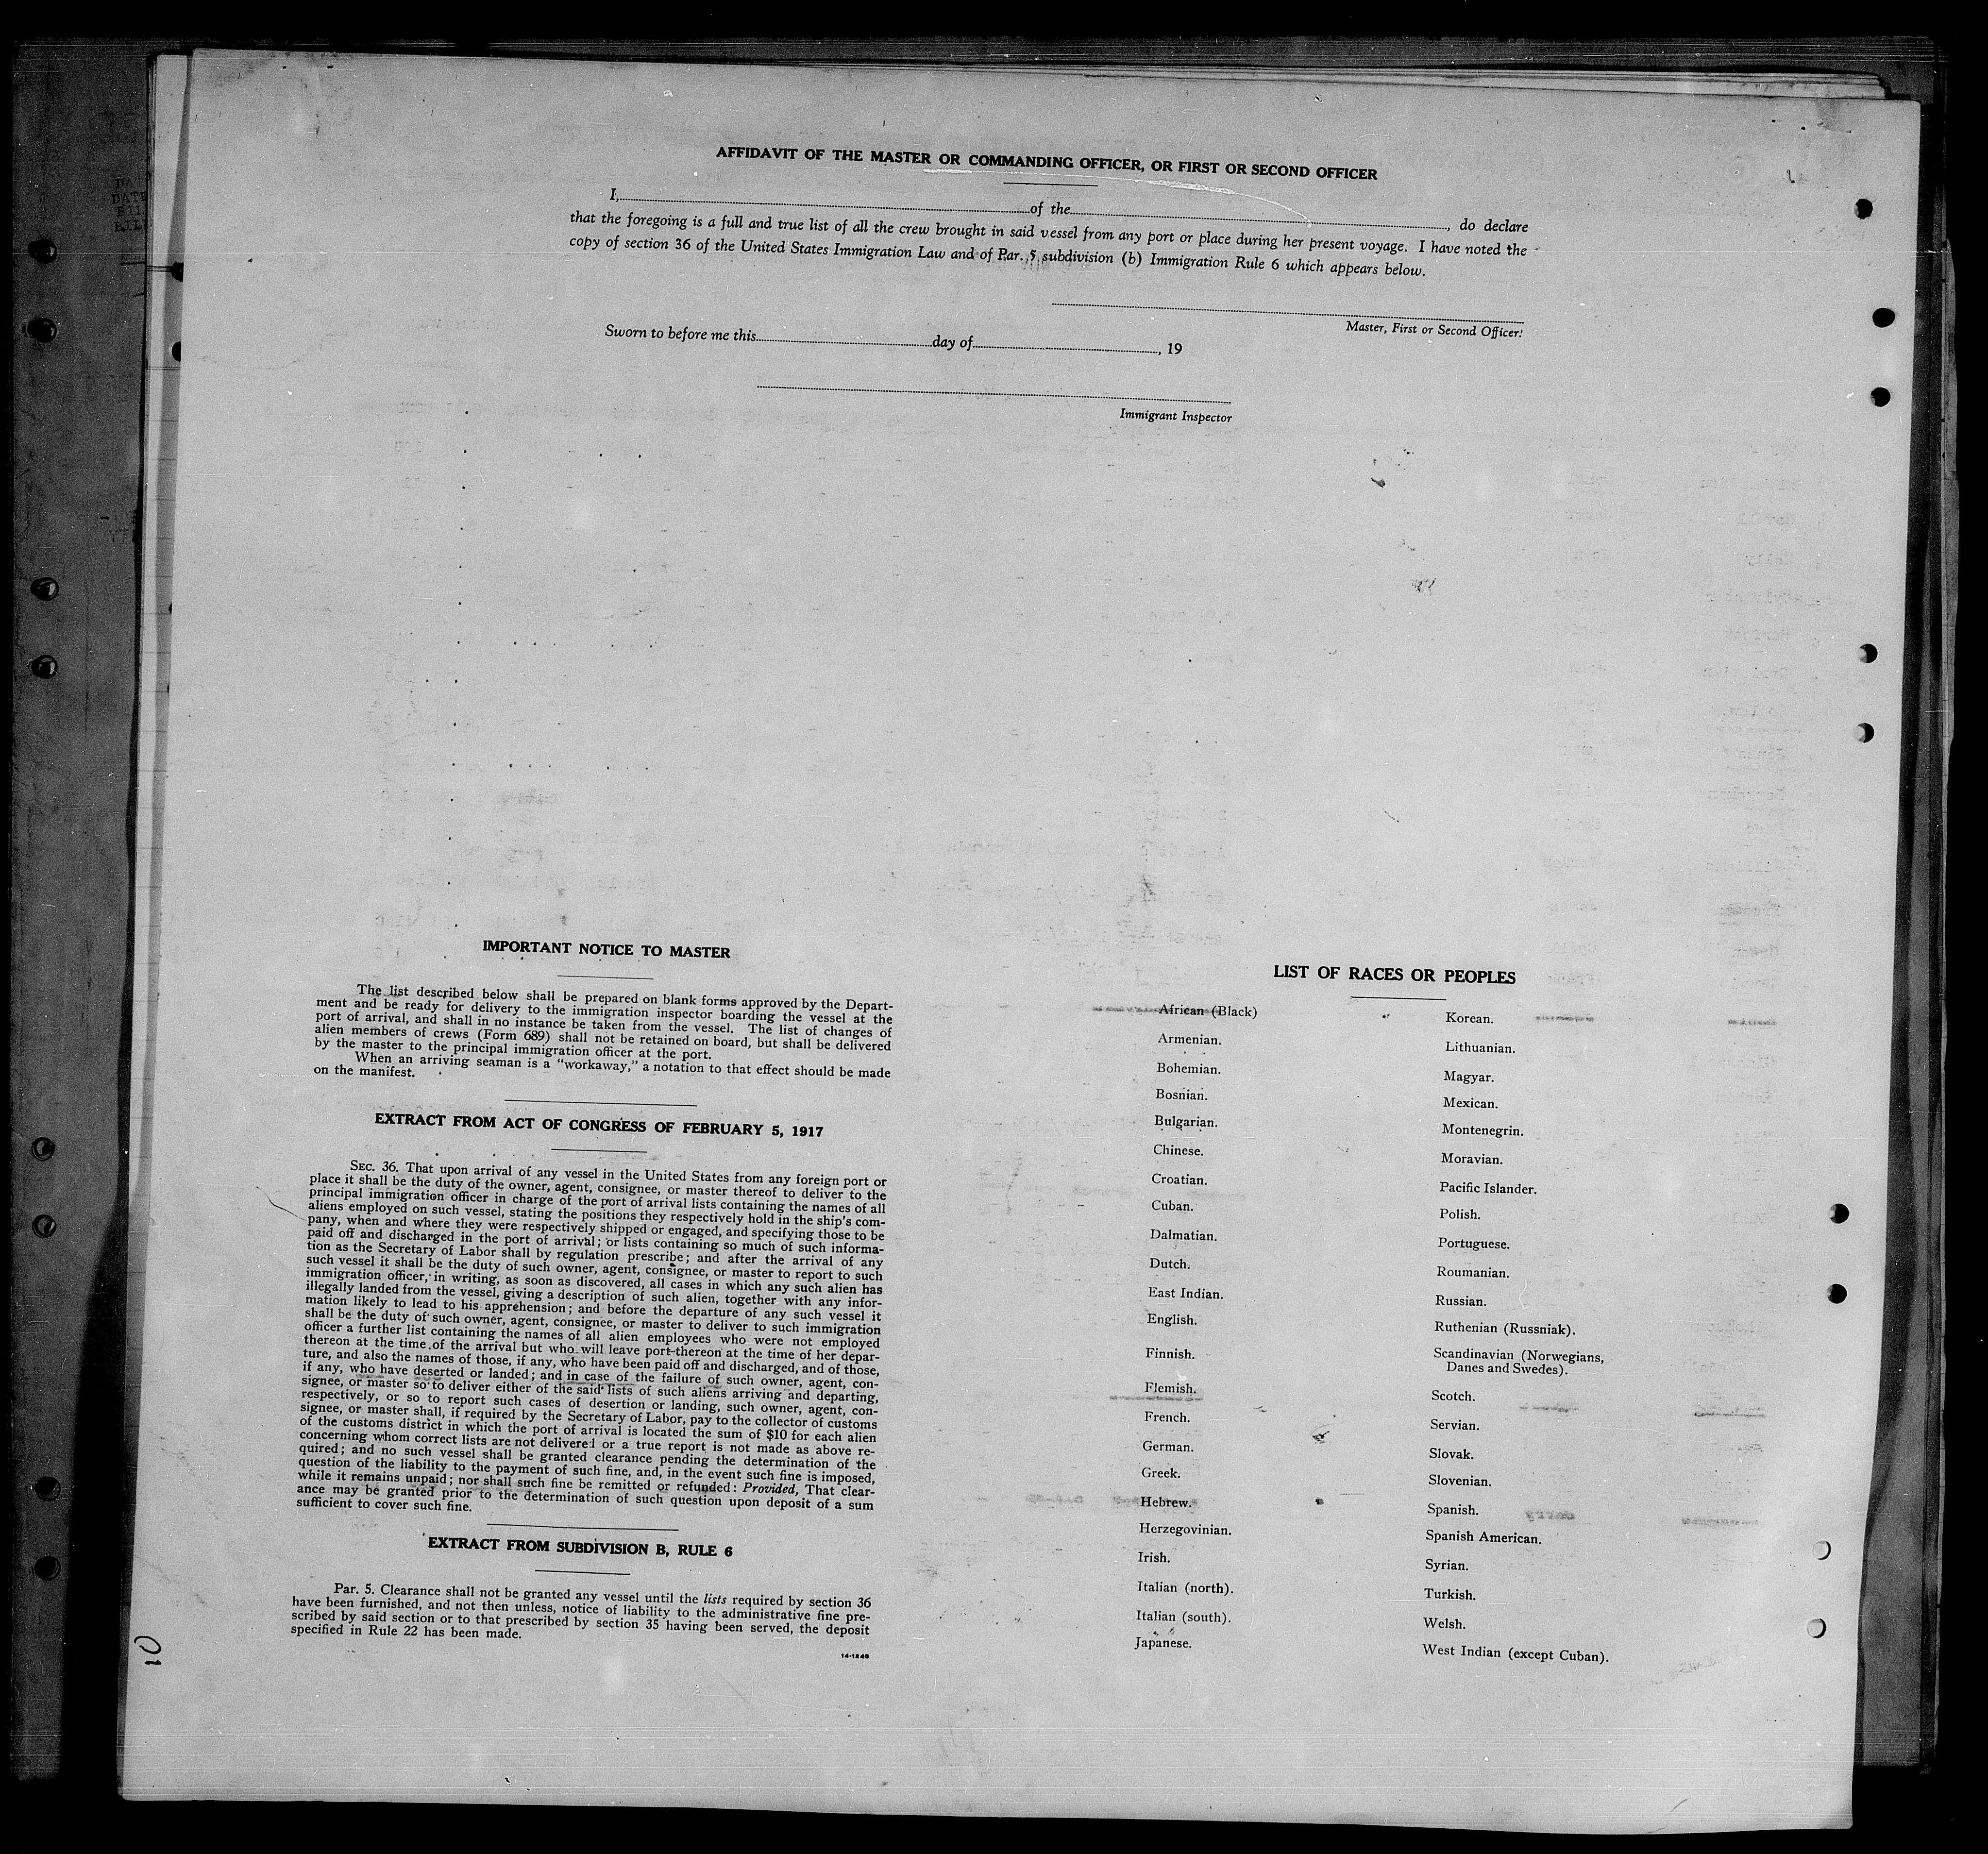 AFFIDAVIT OF THE MASTER OR COMMANDING OFFICER, OR FIRST OR SECOND OFFICER
I, of the , do declare
that the foregoing is a full and true list of all the crew brought in said vessel from any port or place during her present voyage. I have noted the
copy of section 36 of the United States Immigration Law and of Par. 5 subdivision (b) Immigration Rule 6 which appears below.
Master, First or Second Officer.
Sworn to before me this day of , 19
Immigrant Inspector
IMPORTANT NOTICE TO MASTER
The list described below shall be prepared on blank forms approved by the Depart-
ment and be ready for delivery to the immigration inspector boarding the vessel at the
port of arrival, and shall in no instance be taken from the vessel. The list of changes of
alien members of crews (Form 689) shall not be retained on board, but shall be delivered
by the master to the principal immigration officer at the port.
When an arriving seaman is a "workaway," a notation to that effect should be made
on the manifest.
EXTRACT FROM ACT OF CONGRESS OF FEBRUARY 5, 1917
SEC. 36. That upon arrival of any vessel in the United States from any foreign port or
place it shall be the duty of the owner, agent, consignee, or master thereof to deliver to the
principal immigration officer in charge of the port of arrival lists containing the names of all
aliens employed on such vessel, stating the positions they respectively hold in the ship's com-
pany, when and where they were respectively shipped or engaged, and specifying those to be
paid off and discharged in the port of arrival; or lists containing so much of such informa-
tion as the Secretary of Labor shall by regulation prescribe; and after the arrival of any
such vessel it shall be the duty of such owner, agent, consignee, or master to report to such
immigration officer, in writing, as soon as discovered, all cases in which any such alien has
illegally landed from the vessel, giving a description of such alien, together with any infor-
mation likely to lead to his apprehension; and before the departure of any such vessel it
shall be the duty of such owner, agent, consignee, or master to deliver to such immigration
officer a further list containing the names of all alien employees who were not employed
thereon at the time of the arrival but who will leave port thereon at the time of her depar-
ture, and also the names of those, if any, who have been paid off and discharged, and of those,
if any, who have deserted or landed; and in case of the failure of such owner, agent, con-
signee, or master so to deliver either of the said lists of such aliens arriving and departing,
respectively, or so to report such cases of desertion or landing, such owner, agent, con-
signee, or master shall, if required by the Secretary of Labor, pay to the collector of customs
of the customs district in which the port of arrival is located the sum of $10 for each alien
concerning whom correct lists are not delivered or a true report is not made as above re-
quired; and no such vessel shall be granted clearance pending the determination of the
question of the liability to the payment of such fine, and, in the event such fine is imposed,
while it remains unpaid; nor shall such fine be remitted or refunded: Provided, That clear-
ance may be granted prior to the determination of such question upon deposit of a sum
sufficient to cover such fine.
EXTRACT FROM SUBDIVISION B, RULE 6
Par. 5. Clearance shall not be granted any vessel until the lists required by section 36
have been furnished, and not then unless, notice of liability to the administrative fine pre-
scribed by said section or to that prescribed by section 35 having been served, the deposit
specified in Rule 22 has been made.
14-1240
LIST OF RACES OR PEOPLES
African (Black)
Armenian.
Bohemian.
Bosnian.
Bulgarian.
Chinese.
Croatian.
Cuban.
Dalmatian.
Dutch.
East Indian.
English.
Finnish.
Flemish.
French.
German.
Greek.
Hebrew.
Herzegovinian.
Irish.
Italian (north).
Italian (south).
Japanese.
Korean.
Lithuanian.
Magyar.
Mexican.
Montenegrin.
Moravian.
Pacific Islander.
Polish.
Portuguese.
Roumanian.
Russian.
Ruthenian (Russniak).
Scandinavian (Norwegians,
Danes and Swedes).
Scotch.
Servian.
Slovak.
Slovenian.
Spanish.
Spanish American.
Syrian.
Turkish.
Welsh.
West Indian (except Cuban).